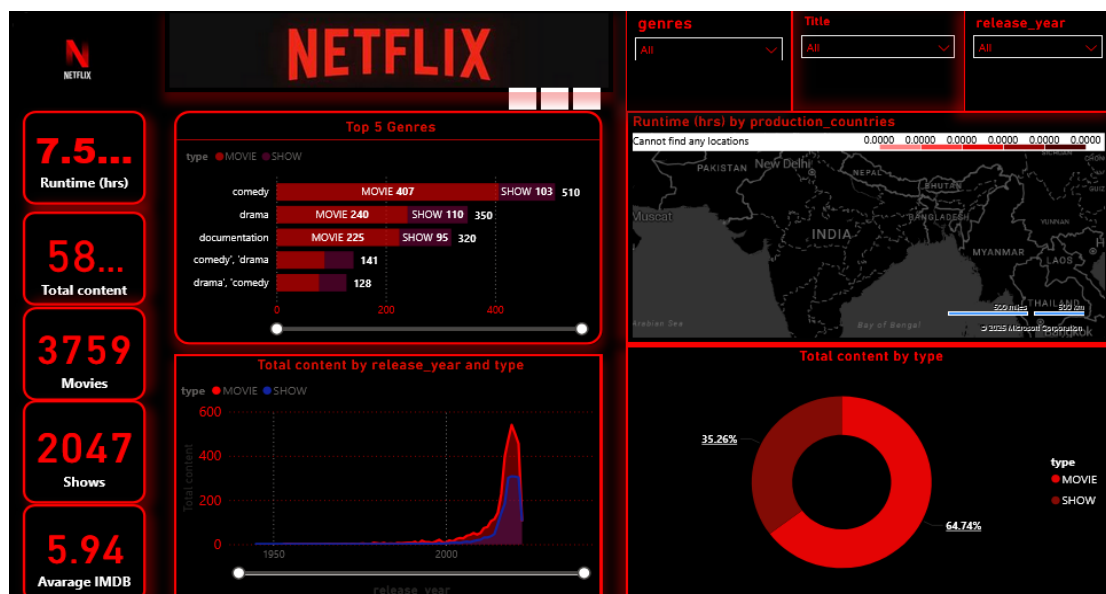 NETFLIX
NETFLIX
genres
All
Title
All
release_year
All
7.5...
Runtime (hrs)
58...
Total content
3759
Movies
2047
Shows
5.94
Avarage IMDB
Top 5 Genres
type MOVIE SHOW
comedy MOVIE 407 SHOW 103 510
drama MOVIE 240 SHOW 110 350
documentation MOVIE 225 SHOW 95 320
comedy', 'drama 141
drama', 'comedy 128
0 200 400
Total content by release_year and type
type MOVIE SHOW
Total content
600
400
200
0
1950 2000
release_year
Runtime (hrs) by production_countries
Cannot find any locations 0.0000 0.0000 0.0000 0.0000 0.0000
PAKISTAN New Delhi NEPAL
BHUTAN
Muscat
BANGLADESH YUNNAN
INDIA
MYANMAR LAOS
THAILAND
500 miles 500 km
Arabian Sea Bay of Bengal
© 2025 Microsoft Corporation
Bangkok
Total content by type
35.26%
64.74%
type
MOVIE
SHOW